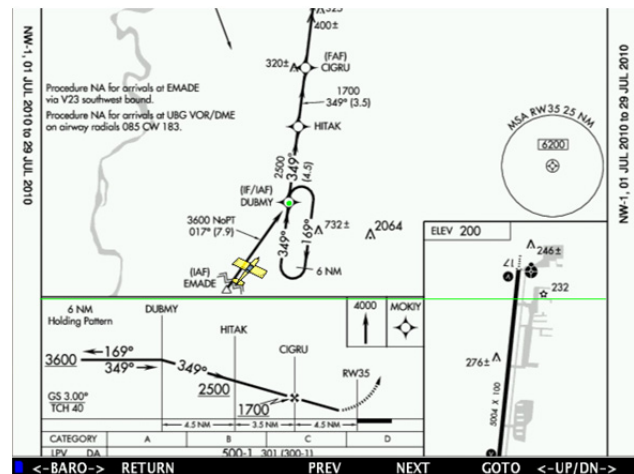 400±
(FAF)
CIGRU
320±
1700
349° (3.5)
HITAK
Procedure NA for arrivals at EMADE
via V23 southwest bound.
Procedure NA for arrivals at UBG VOR/DME
on airway radials 085 CW 183.
NW-1, 01 JUL 2010 to 29 JUL 2010
NW-1, 01 JUL 2010 to 29 JUL 2010
MSA RW35 25 NM
6200
2500
349°
(4.5)
(IF/IAF)
DUBMY
3600 NoPT
017° (7.9)
349°
169°
732±
2064
6 NM
(IAF)
EMADE
ELEV 200
246±
17
232
276±
5004 X 100
6 NM
Holding Pattern
DUBMY
HITAK
CIGRU
RW35
4000
MOKIY
3600
169°
349°
349°
2500
1700
GS 3.00°
TCH 40
4.5 NM
3.5 NM
4.5 NM
CATEGORY A B C D
LPV DA 500-1 301 (300-1)
<-BARO-> RETURN PREV NEXT GOTO <-UP/DN->